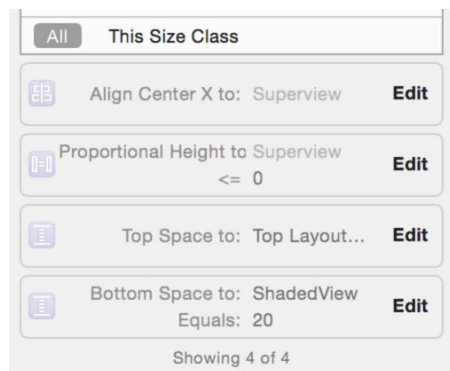 All This Size Class
Align Center X to: Superview Edit
Proportional Height to Superview Edit
<= 0
Top Space to: Top Layout... Edit
Bottom Space to: ShadedView Edit
Equals: 20
Showing 4 of 4